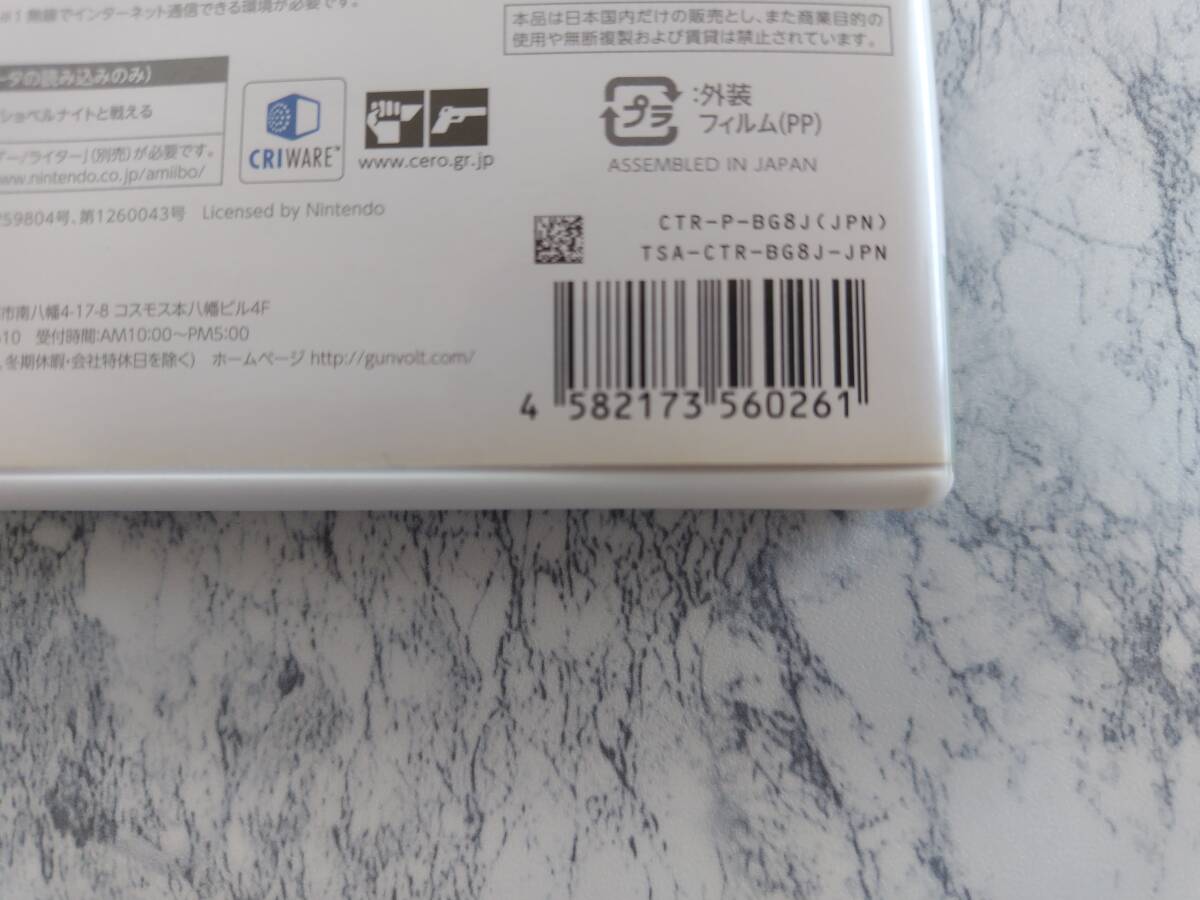 ※1 無線でインターネット通信できる環境が必要です。
本品は日本国内だけの販売とし、また商業目的の
使用や無断複製および賃貸は禁止されています。
ータの読み込みのみ)
ショベルナイトと戦える
ダー/ライター」(別売)が必要です。
www.nintendo.co.jp/amiibo/
CRIWARE™
www.cero.gr.jp
プラ
:外装
フィルム(PP)
ASSEMBLED IN JAPAN
259804号、第1260043号 Licensed by Nintendo
CTR-P-BG8J(JPN)
TSA-CTR-BG8J-JPN
市南八幡4-17-8 コスモス本八幡ビル4F
10 受付時間:AM10:00〜PM5:00
、冬期休暇・会社特休日を除く) ホームページ http://gunvolt.com/
4 582173 560261